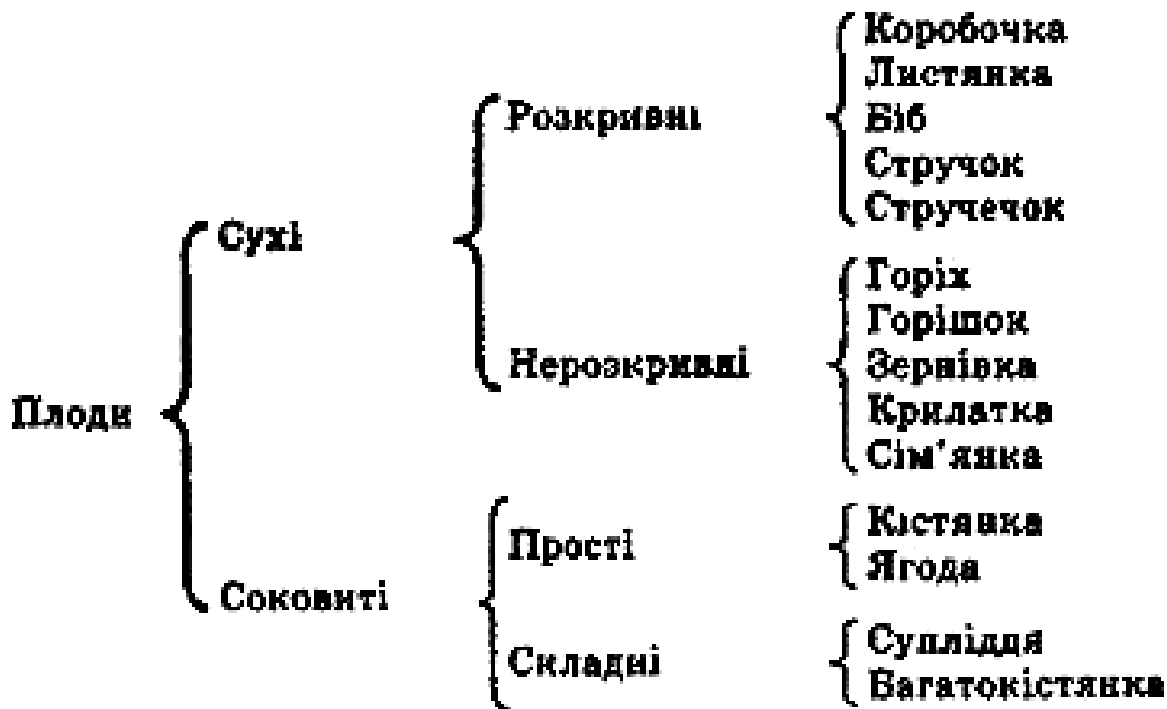 Плоди
Сухі
Розкривні
Коробочка
Листянка
Біб
Стручок
Стручечок
Нерозкривні
Горіх
Горішок
Зернівка
Крилатка
Сім'янка
Соковиті
Прості
Кістянка
Ягода
Складні
Супліддя
Багатокістянка